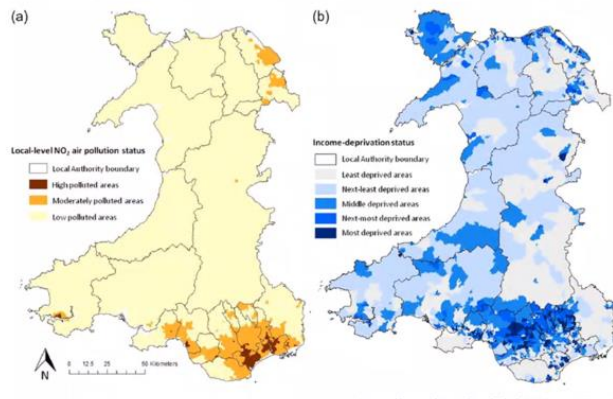 (a)
Local-level NO₂ air pollution status
Local Authority boundary
High polluted areas
Moderately polluted areas
Low polluted areas
N
0 12.5 25 50 Kilometers
(b)
Income-deprivation status
Local Authority boundary
Least deprived areas
Next-least deprived areas
Middle deprived areas
Next-most deprived areas
Most deprived areas